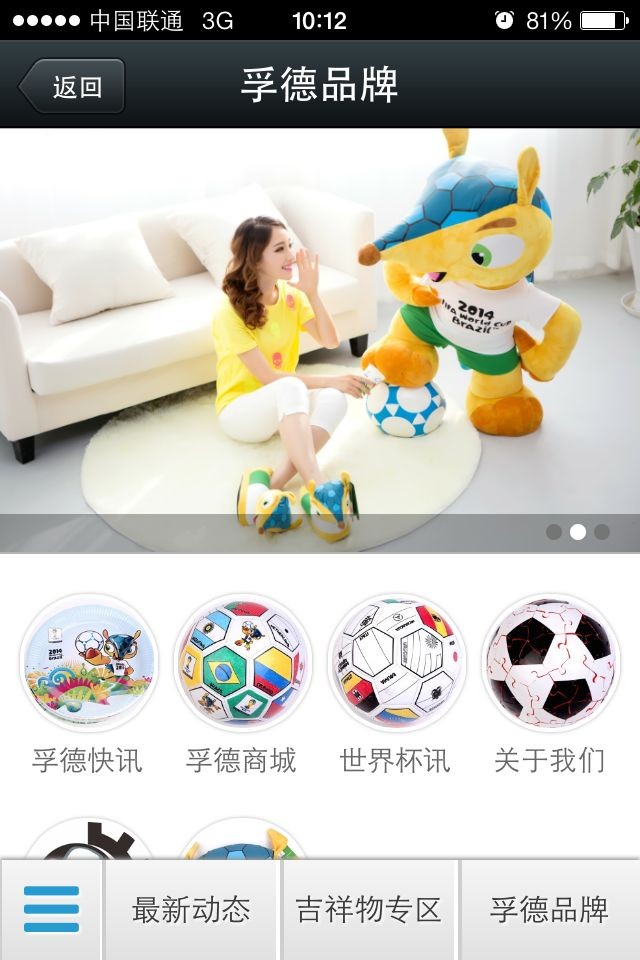 中国联通 3G 10:12 81%
返回 孚德品牌
2014
FIFA World Cup
Brazil
2014
孚德快讯 孚德商城 世界杯讯 关于我们
最新动态 吉祥物专区 孚德品牌